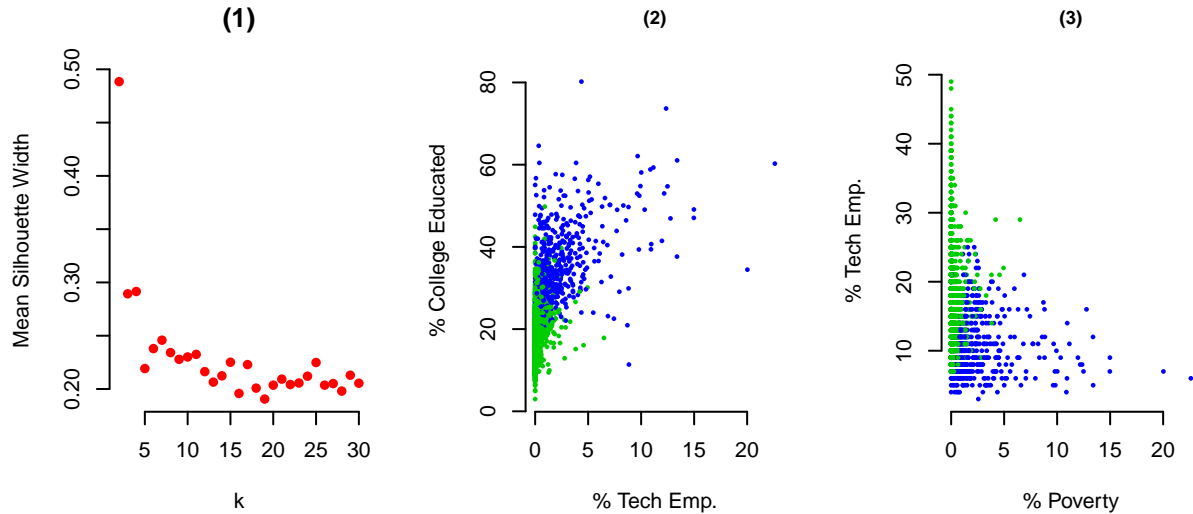 (1)
Mean Silhouette Width
0.50
0.40
0.30
0.20
5 10 15 20 25 30
k
(2)
% College Educated
80
60
40
20
0
0 5 10 15 20
% Tech Emp.
(3)
% Tech Emp.
50
40
30
20
10
0 5 10 15 20
% Poverty